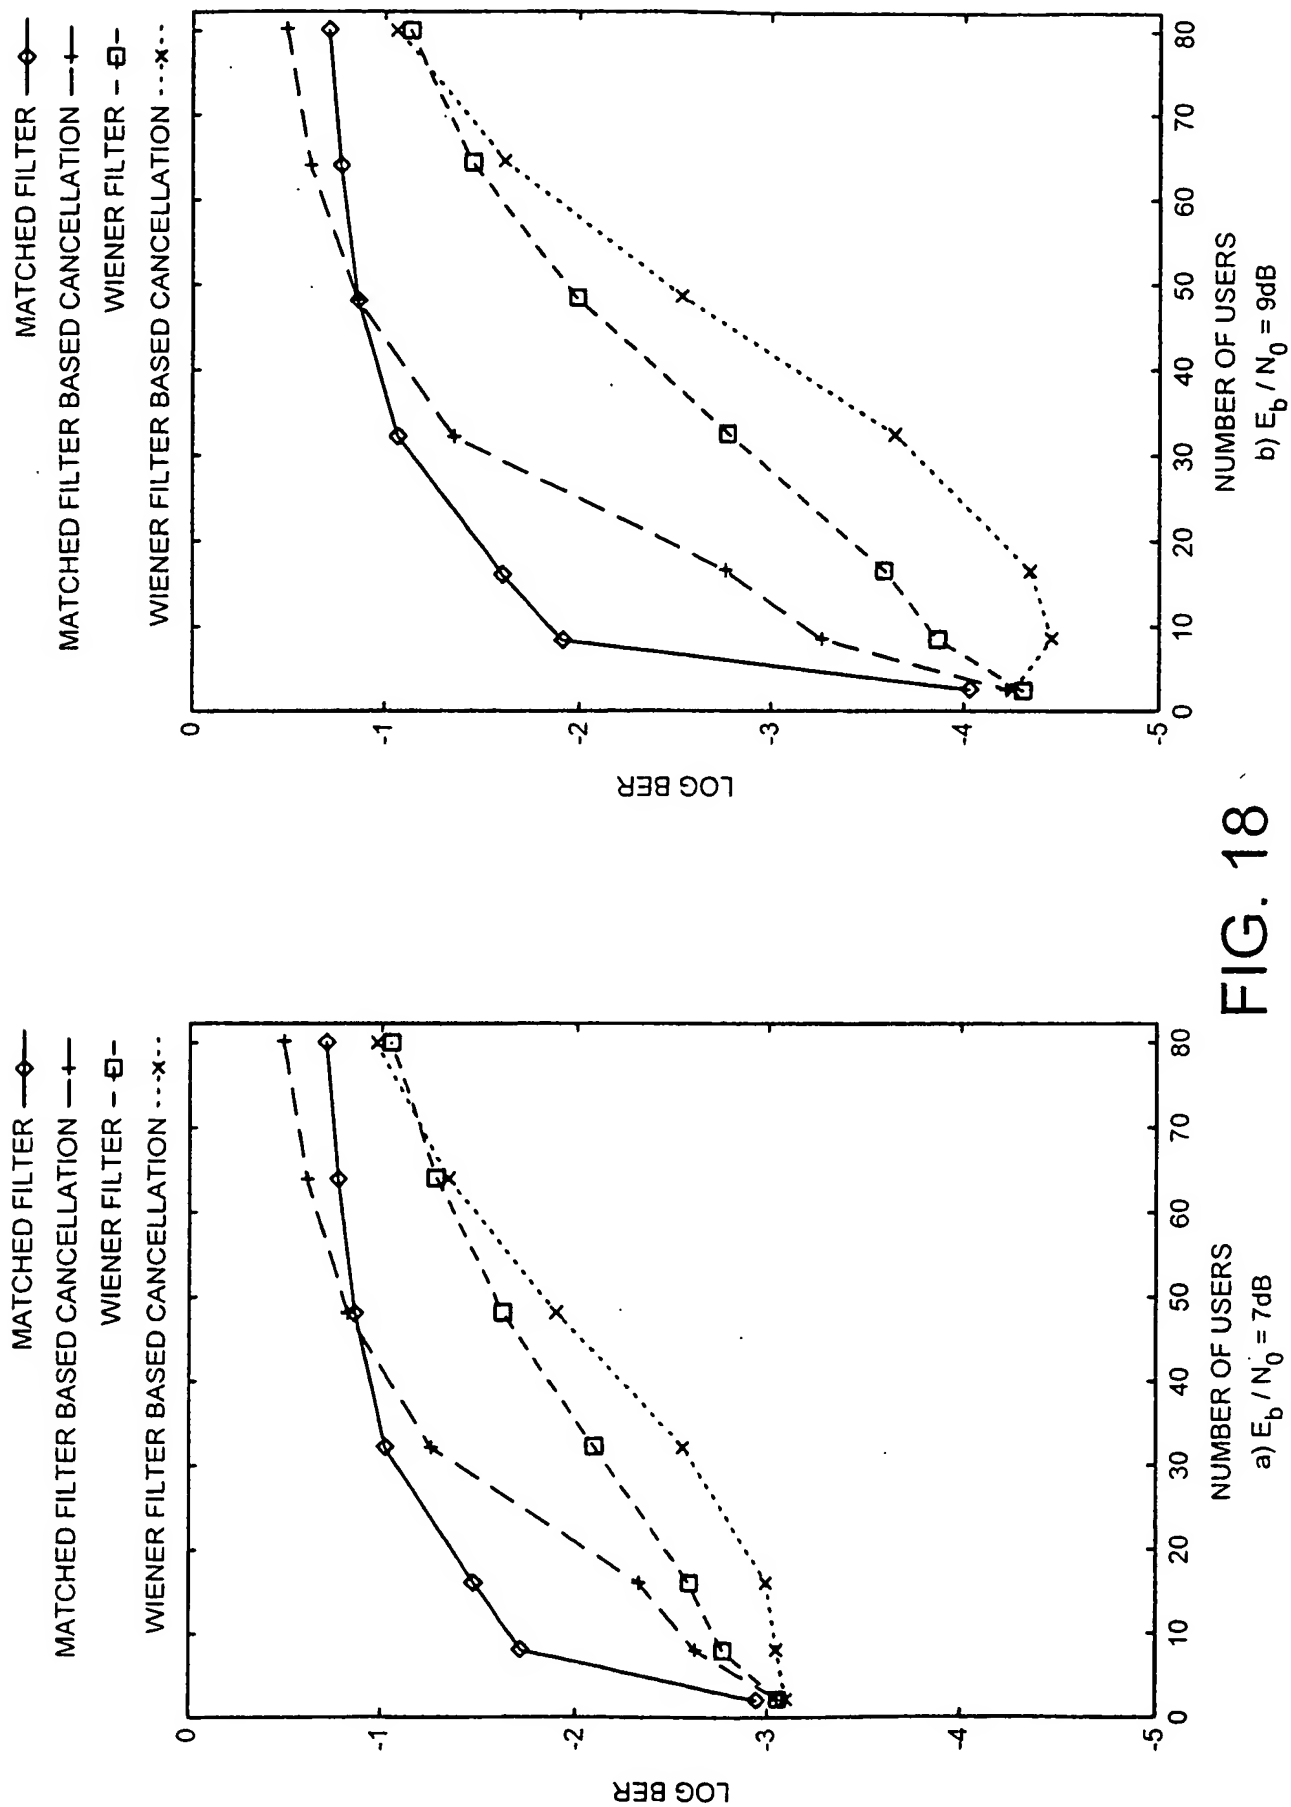 MATCHED FILTER
MATCHED FILTER BASED CANCELLATION
WIENER FILTER
WIENER FILTER BASED CANCELLATION
LOG BER
0
-1
-2
-3
-4
-5
0
10
20
30
40
50
60
70
80
NUMBER OF USERS
a) E_b / N_0 = 7dB
MATCHED FILTER
MATCHED FILTER BASED CANCELLATION
WIENER FILTER
WIENER FILTER BASED CANCELLATION
LOG BER
0
-1
-2
-3
-4
-5
0
10
20
30
40
50
60
70
80
NUMBER OF USERS
b) E_b / N_0 = 9dB
FIG. 18